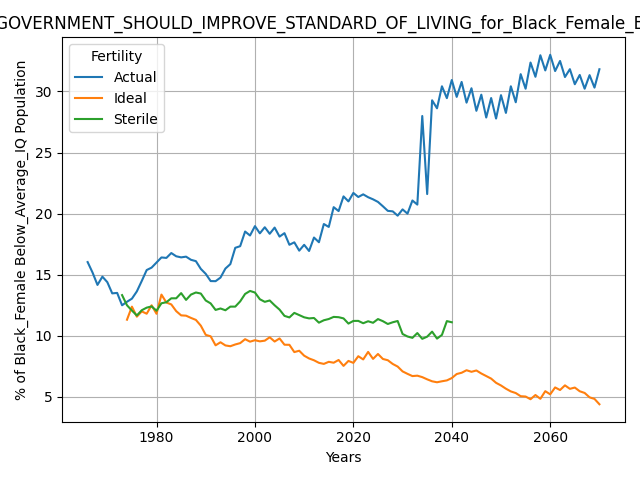 GOVERNMENT_SHOULD_IMPROVE_STANDARD_OF_LIVING_for_Black_Female_B
Fertility
Actual
Ideal
Sterile
% of Black_Female Below_Average_IQ Population
30
25
20
15
10
5
1980
2000
2020
2040
2060
Years